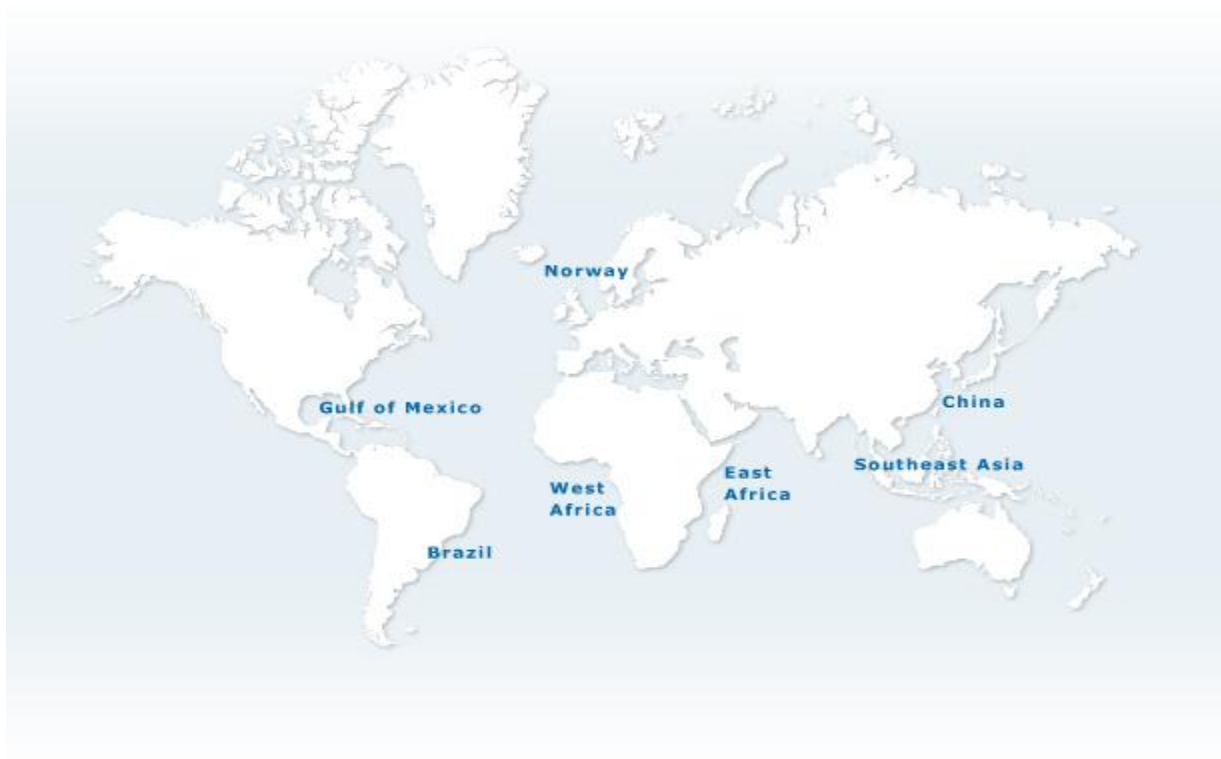 Norway
Gulf of Mexico
China
Southeast Asia
East
Africa
West
Africa
Brazil